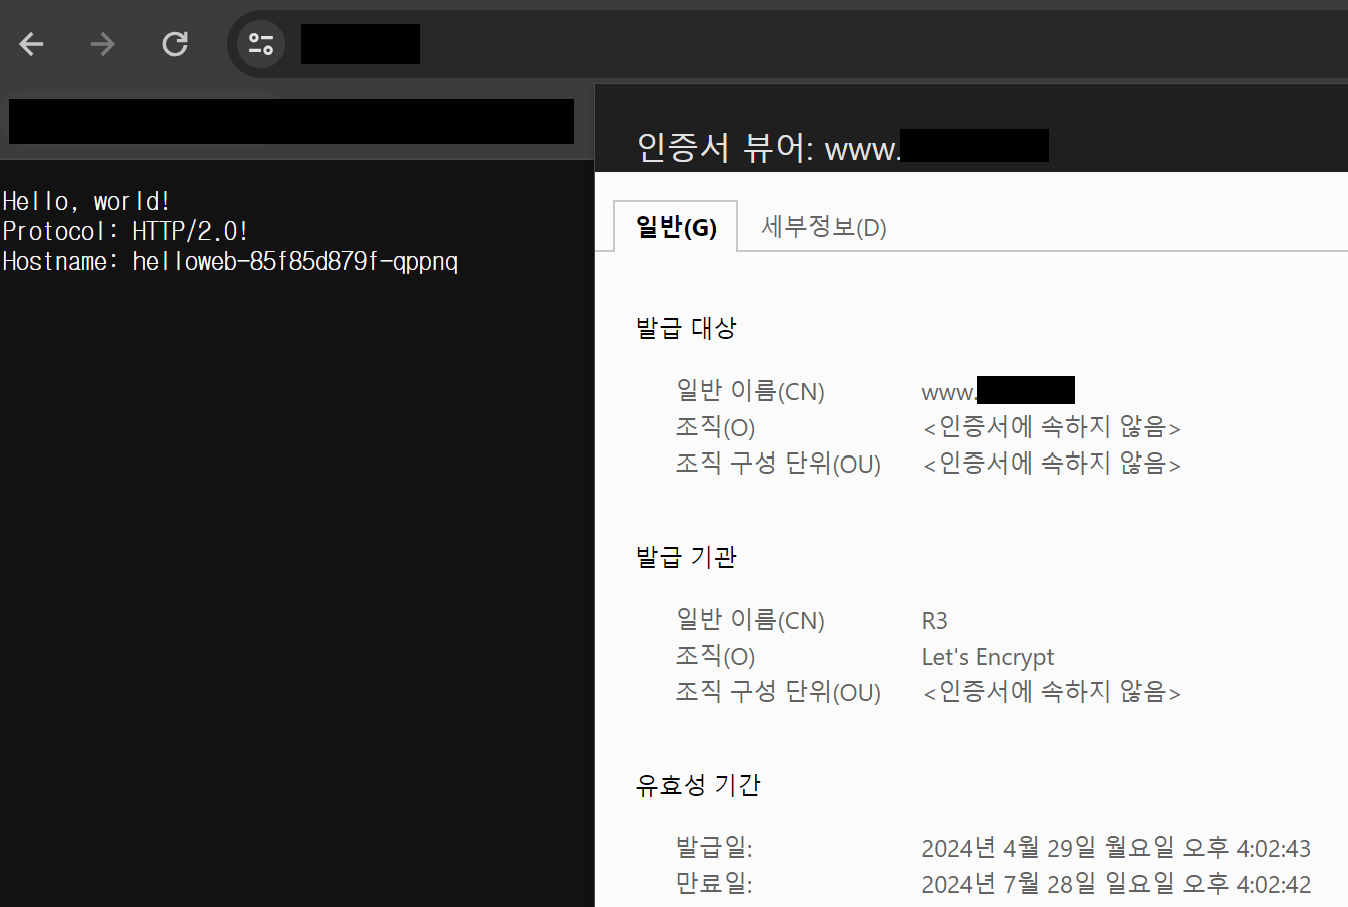 Hello, world!
Protocol: HTTP/2.0!
Hostname: helloweb-85f85d879f-qppnq
인증서 뷰어: www.
일반(G) 세부정보(D)
발급 대상
일반 이름(CN) www.
조직(O) <인증서에 속하지 않음>
조직 구성 단위(OU) <인증서에 속하지 않음>
발급 기관
일반 이름(CN) R3
조직(O) Let's Encrypt
조직 구성 단위(OU) <인증서에 속하지 않음>
유효성 기간
발급일: 2024년 4월 29일 월요일 오후 4:02:43
만료일: 2024년 7월 28일 일요일 오후 4:02:42